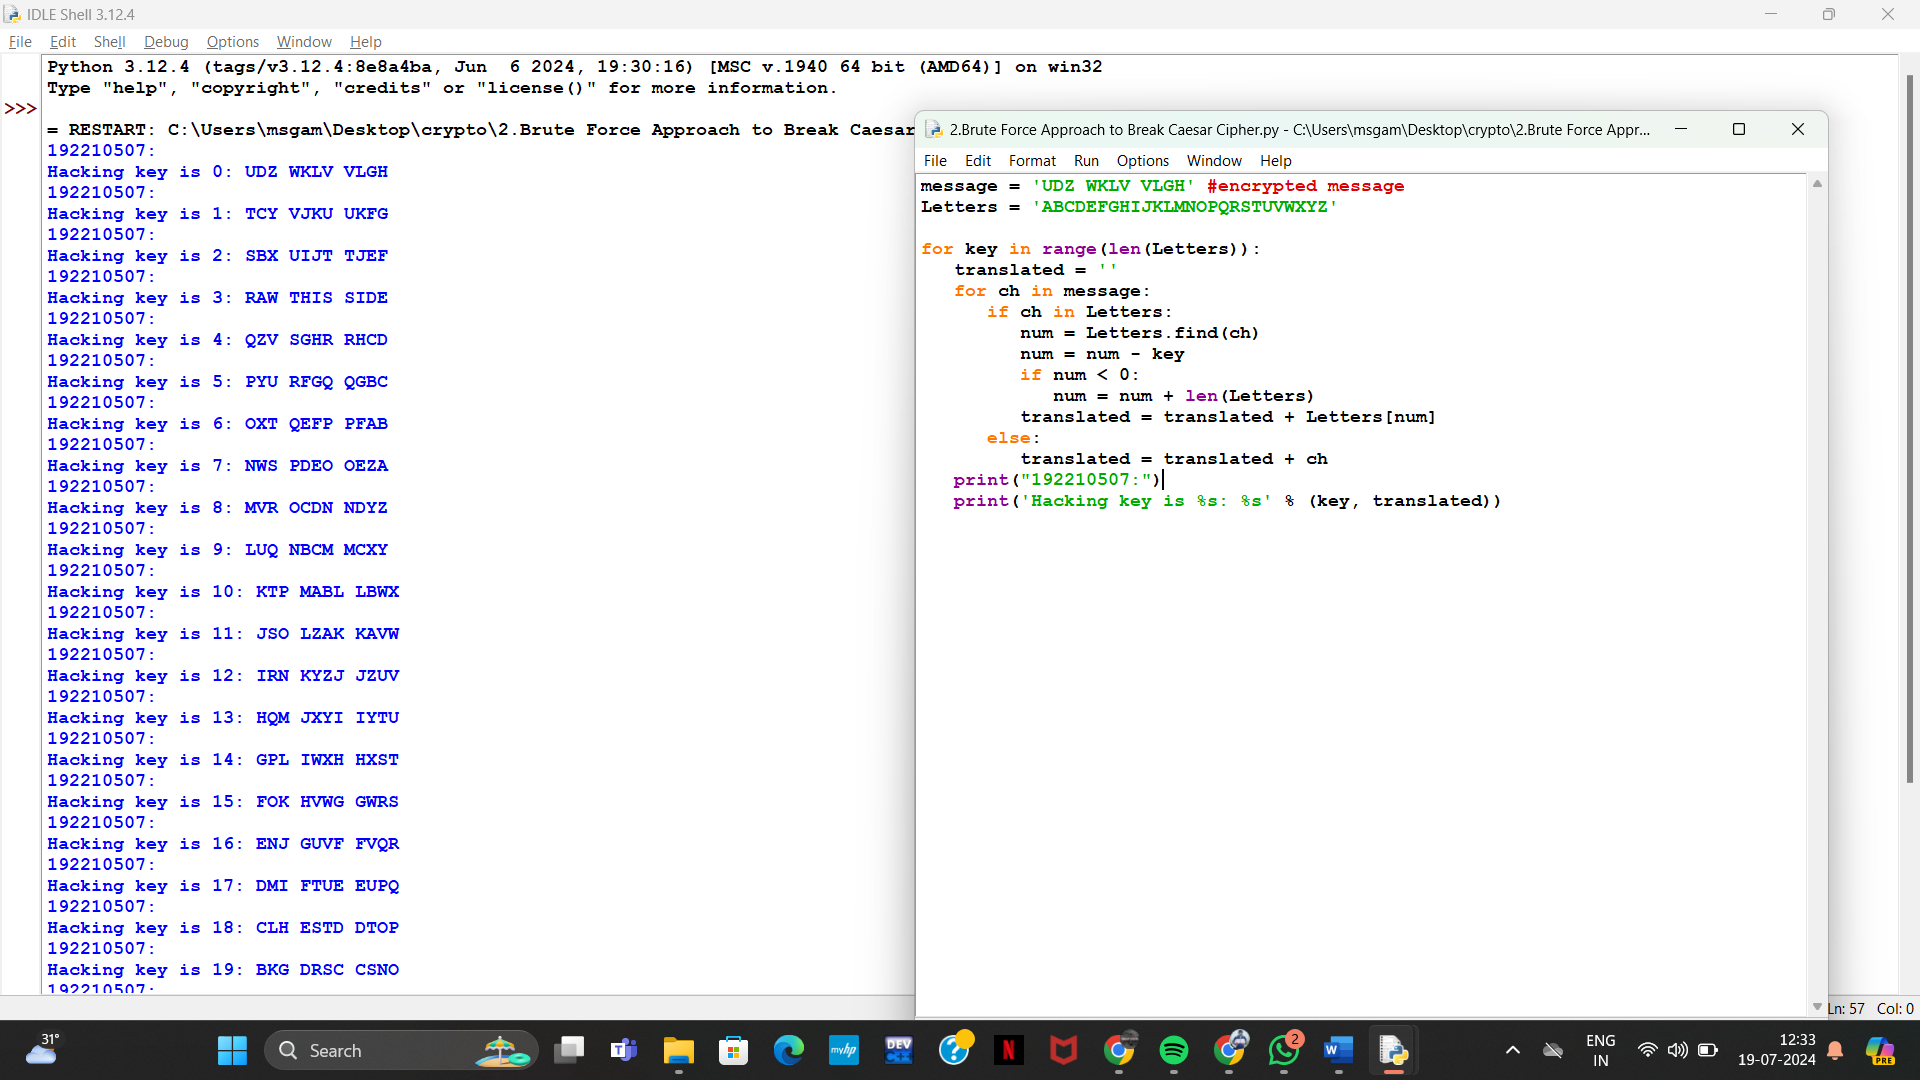 IDLE Shell 3.12.4
File Edit Shell Debug Options Window Help
Python 3.12.4 (tags/v3.12.4:8e8a4ba, Jun  6 2024, 19:30:16) [MSC v.1940 64 bit (AMD64)] on win32
Type "help", "copyright", "credits" or "license()" for more information.
>>>
= RESTART: C:\Users\msgam\Desktop\crypto\2.Brute Force Approach to Break Caesar
192210507:
Hacking key is 0: UDZ WKLV VLGH
192210507:
Hacking key is 1: TCY VJKU UKFG
192210507:
Hacking key is 2: SBX UIJT TJEF
192210507:
Hacking key is 3: RAW THIS SIDE
192210507:
Hacking key is 4: QZV SGHR RHCD
192210507:
Hacking key is 5: PYU RFGQ QGBC
192210507:
Hacking key is 6: OXT QEFP PFAB
192210507:
Hacking key is 7: NWS PDEO OEZA
192210507:
Hacking key is 8: MVR OCDN NDYZ
192210507:
Hacking key is 9: LUQ NBCM MCXY
192210507:
Hacking key is 10: KTP MABL LBWX
192210507:
Hacking key is 11: JSO LZAK KAVW
192210507:
Hacking key is 12: IRN KYZJ JZUV
192210507:
Hacking key is 13: HQM JXYI IYTU
192210507:
Hacking key is 14: GPL IWXH HXST
192210507:
Hacking key is 15: FOK HVWG GWRS
192210507:
Hacking key is 16: ENJ GUVF FVQR
192210507:
Hacking key is 17: DMI FTUE EUPQ
192210507:
Hacking key is 18: CLH ESTD DTOP
192210507:
Hacking key is 19: BKG DRSC CSNO
192210507:
2.Brute Force Approach to Break Caesar Cipher.py - C:\Users\msgam\Desktop\crypto\2.Brute Force Appr...
File Edit Format Run Options Window Help
message = 'UDZ WKLV VLGH' #encrypted message
Letters = 'ABCDEFGHIJKLMNOPQRSTUVWXYZ'
for key in range(len(Letters)):
   translated = ''
   for ch in message:
      if ch in Letters:
         num = Letters.find(ch)
         num = num - key
         if num < 0:
            num = num + len(Letters)
         translated = translated + Letters[num]
      else:
         translated = translated + ch
   print("192210507:")
   print('Hacking key is %s: %s' % (key, translated))
Ln: 57 Col: 0
31°
Search
myhp
DEV C++
N
2
W
ENG
IN
12:33
19-07-2024
PRE